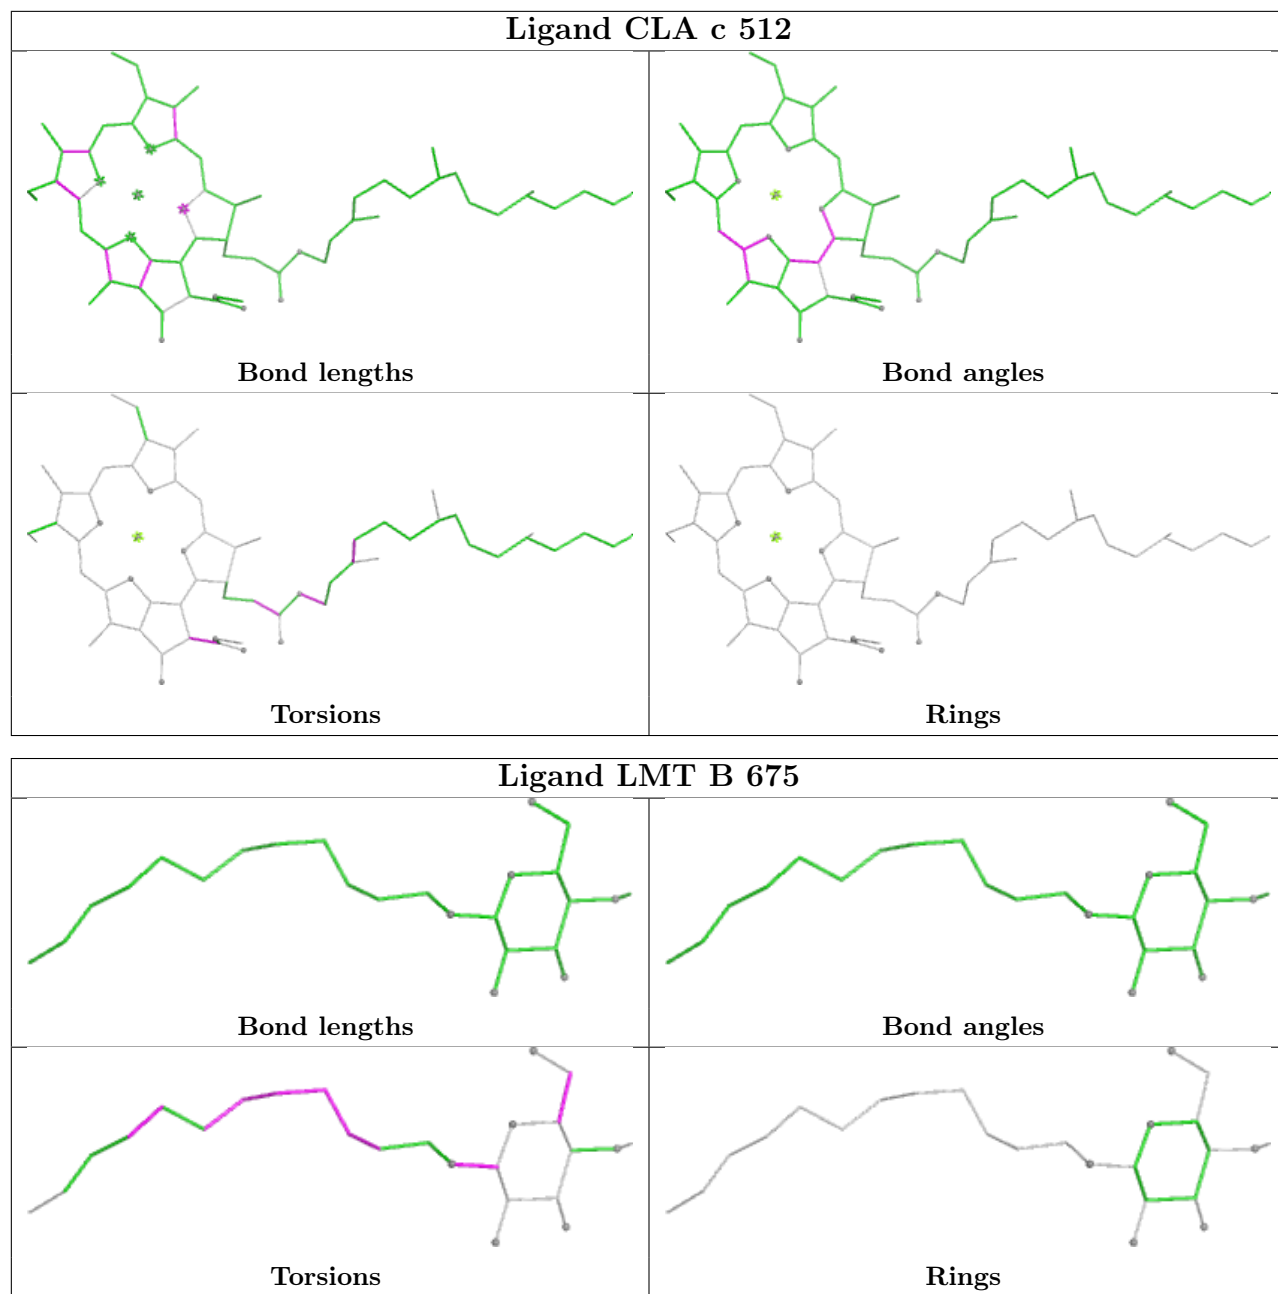 Ligand CLA c 512
Bond lengths
Bond angles
Torsions
Rings
Ligand LMT B 675
Bond lengths
Bond angles
Torsions
Rings